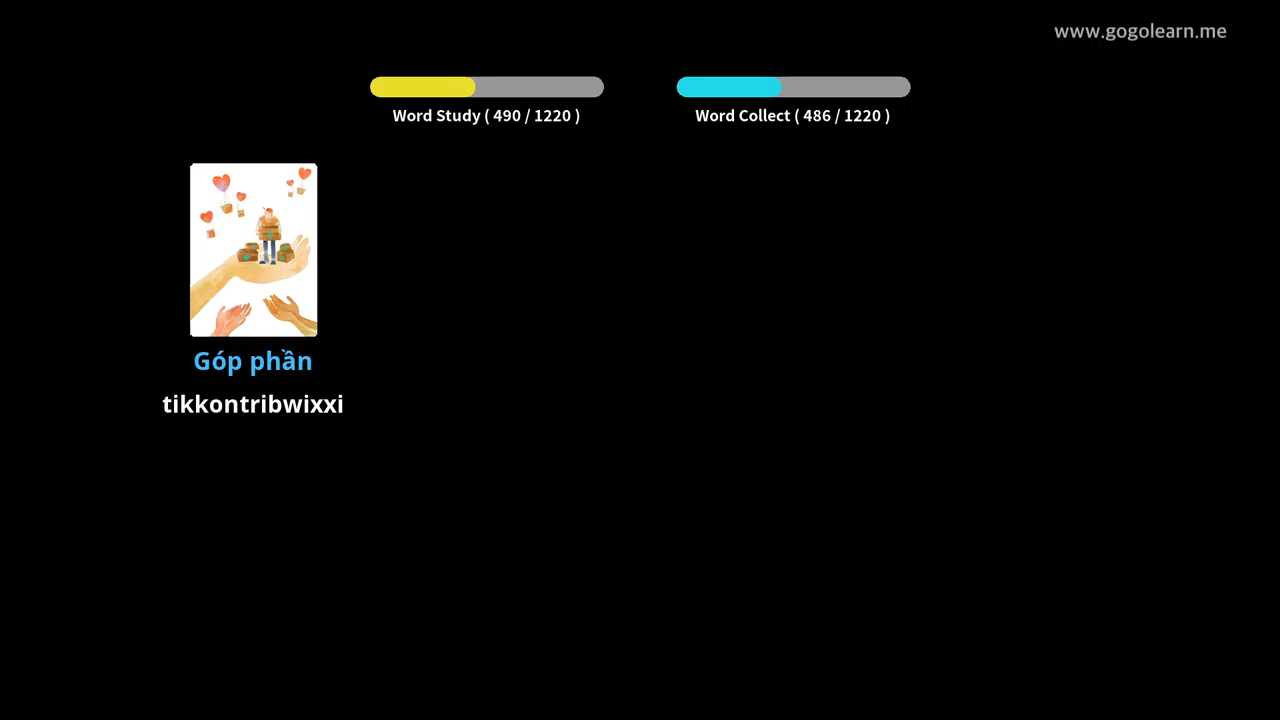 www.gogolearn.me
Word Study ( 490 / 1220 )
Word Collect ( 486 / 1220 )
Góp phần
tikkontribwixxi